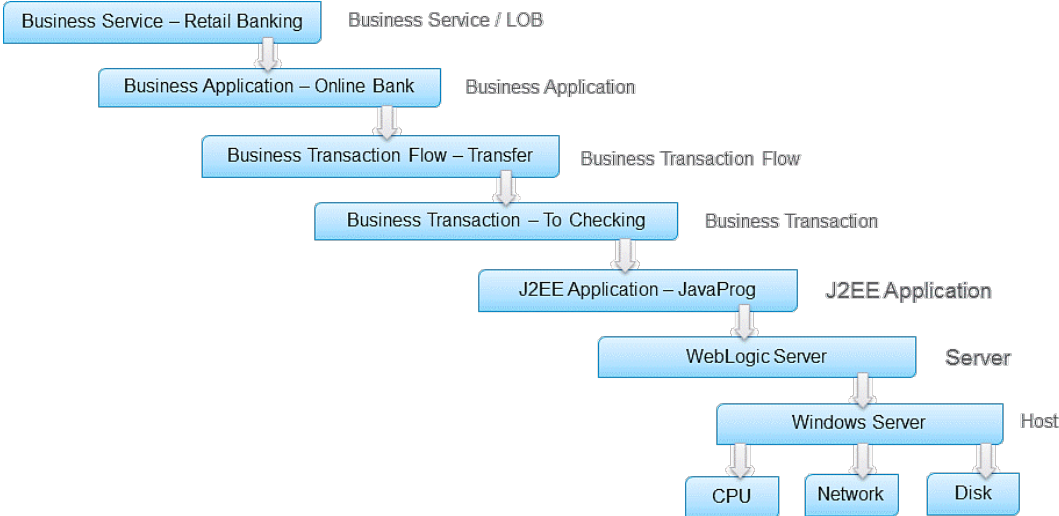 Business Service – Retail Banking
Business Service / LOB
Business Application – Online Bank
Business Application
Business Transaction Flow – Transfer
Business Transaction Flow
Business Transaction – To Checking
Business Transaction
J2EE Application – JavaProg
J2EE Application
WebLogic Server
Server
Windows Server
Host
CPU
Network
Disk